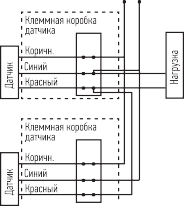 Клеммная коробка
датчика
Коричн.
Синий
Красный
Датчик
Нагрузка
Клеммная коробка
датчика
Коричн.
Синий
Красный
Датчик